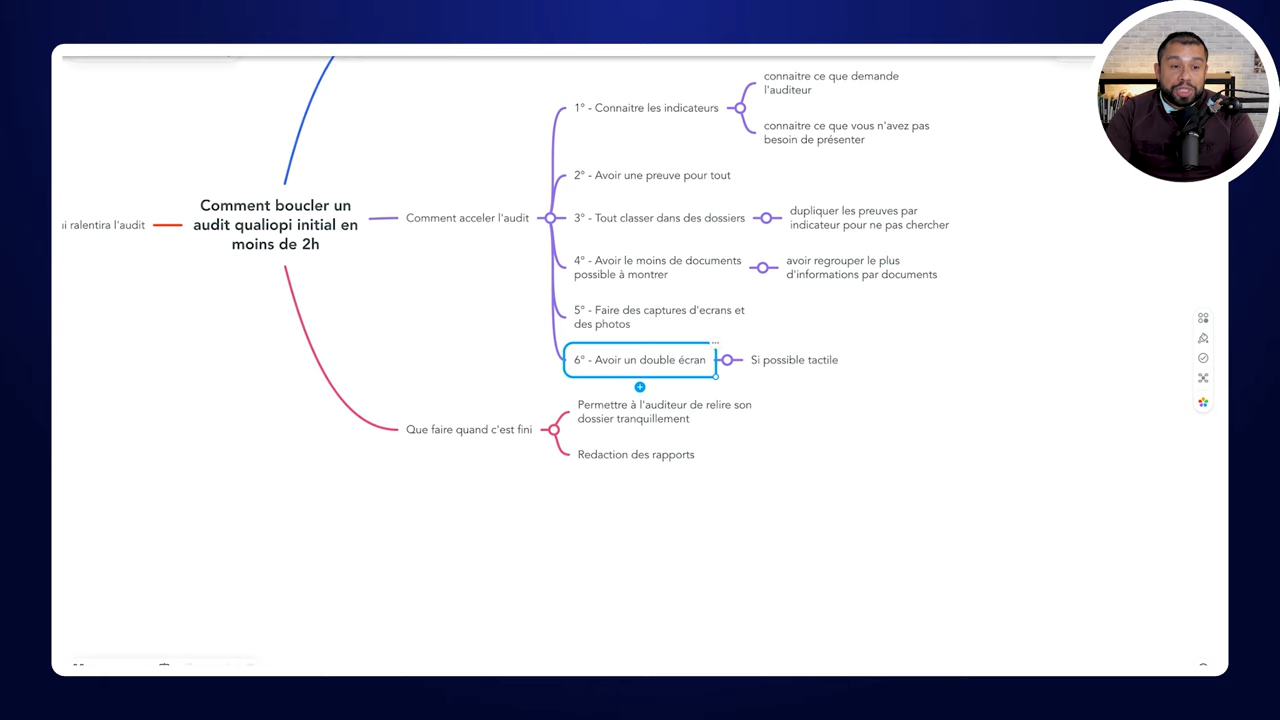 Comment boucler un
audit qualiopi initial en
moins de 2h
ralentira l'audit
Comment acceler l'audit
1° - Connaitre les indicateurs
connaitre ce que demande
l'auditeur
connaitre ce que vous n'avez pas
besoin de présenter
2° - Avoir une preuve pour tout
3° - Tout classer dans des dossiers
dupliquer les preuves par
indicateur pour ne pas chercher
4° - Avoir le moins de documents
possible à montrer
avoir regrouper le plus
d'informations par documents
5° - Faire des captures d'ecrans et
des photos
6° - Avoir un double écran
Si possible tactile
Que faire quand c'est fini
Permettre à l'auditeur de relire son
dossier tranquillement
Redaction des rapports